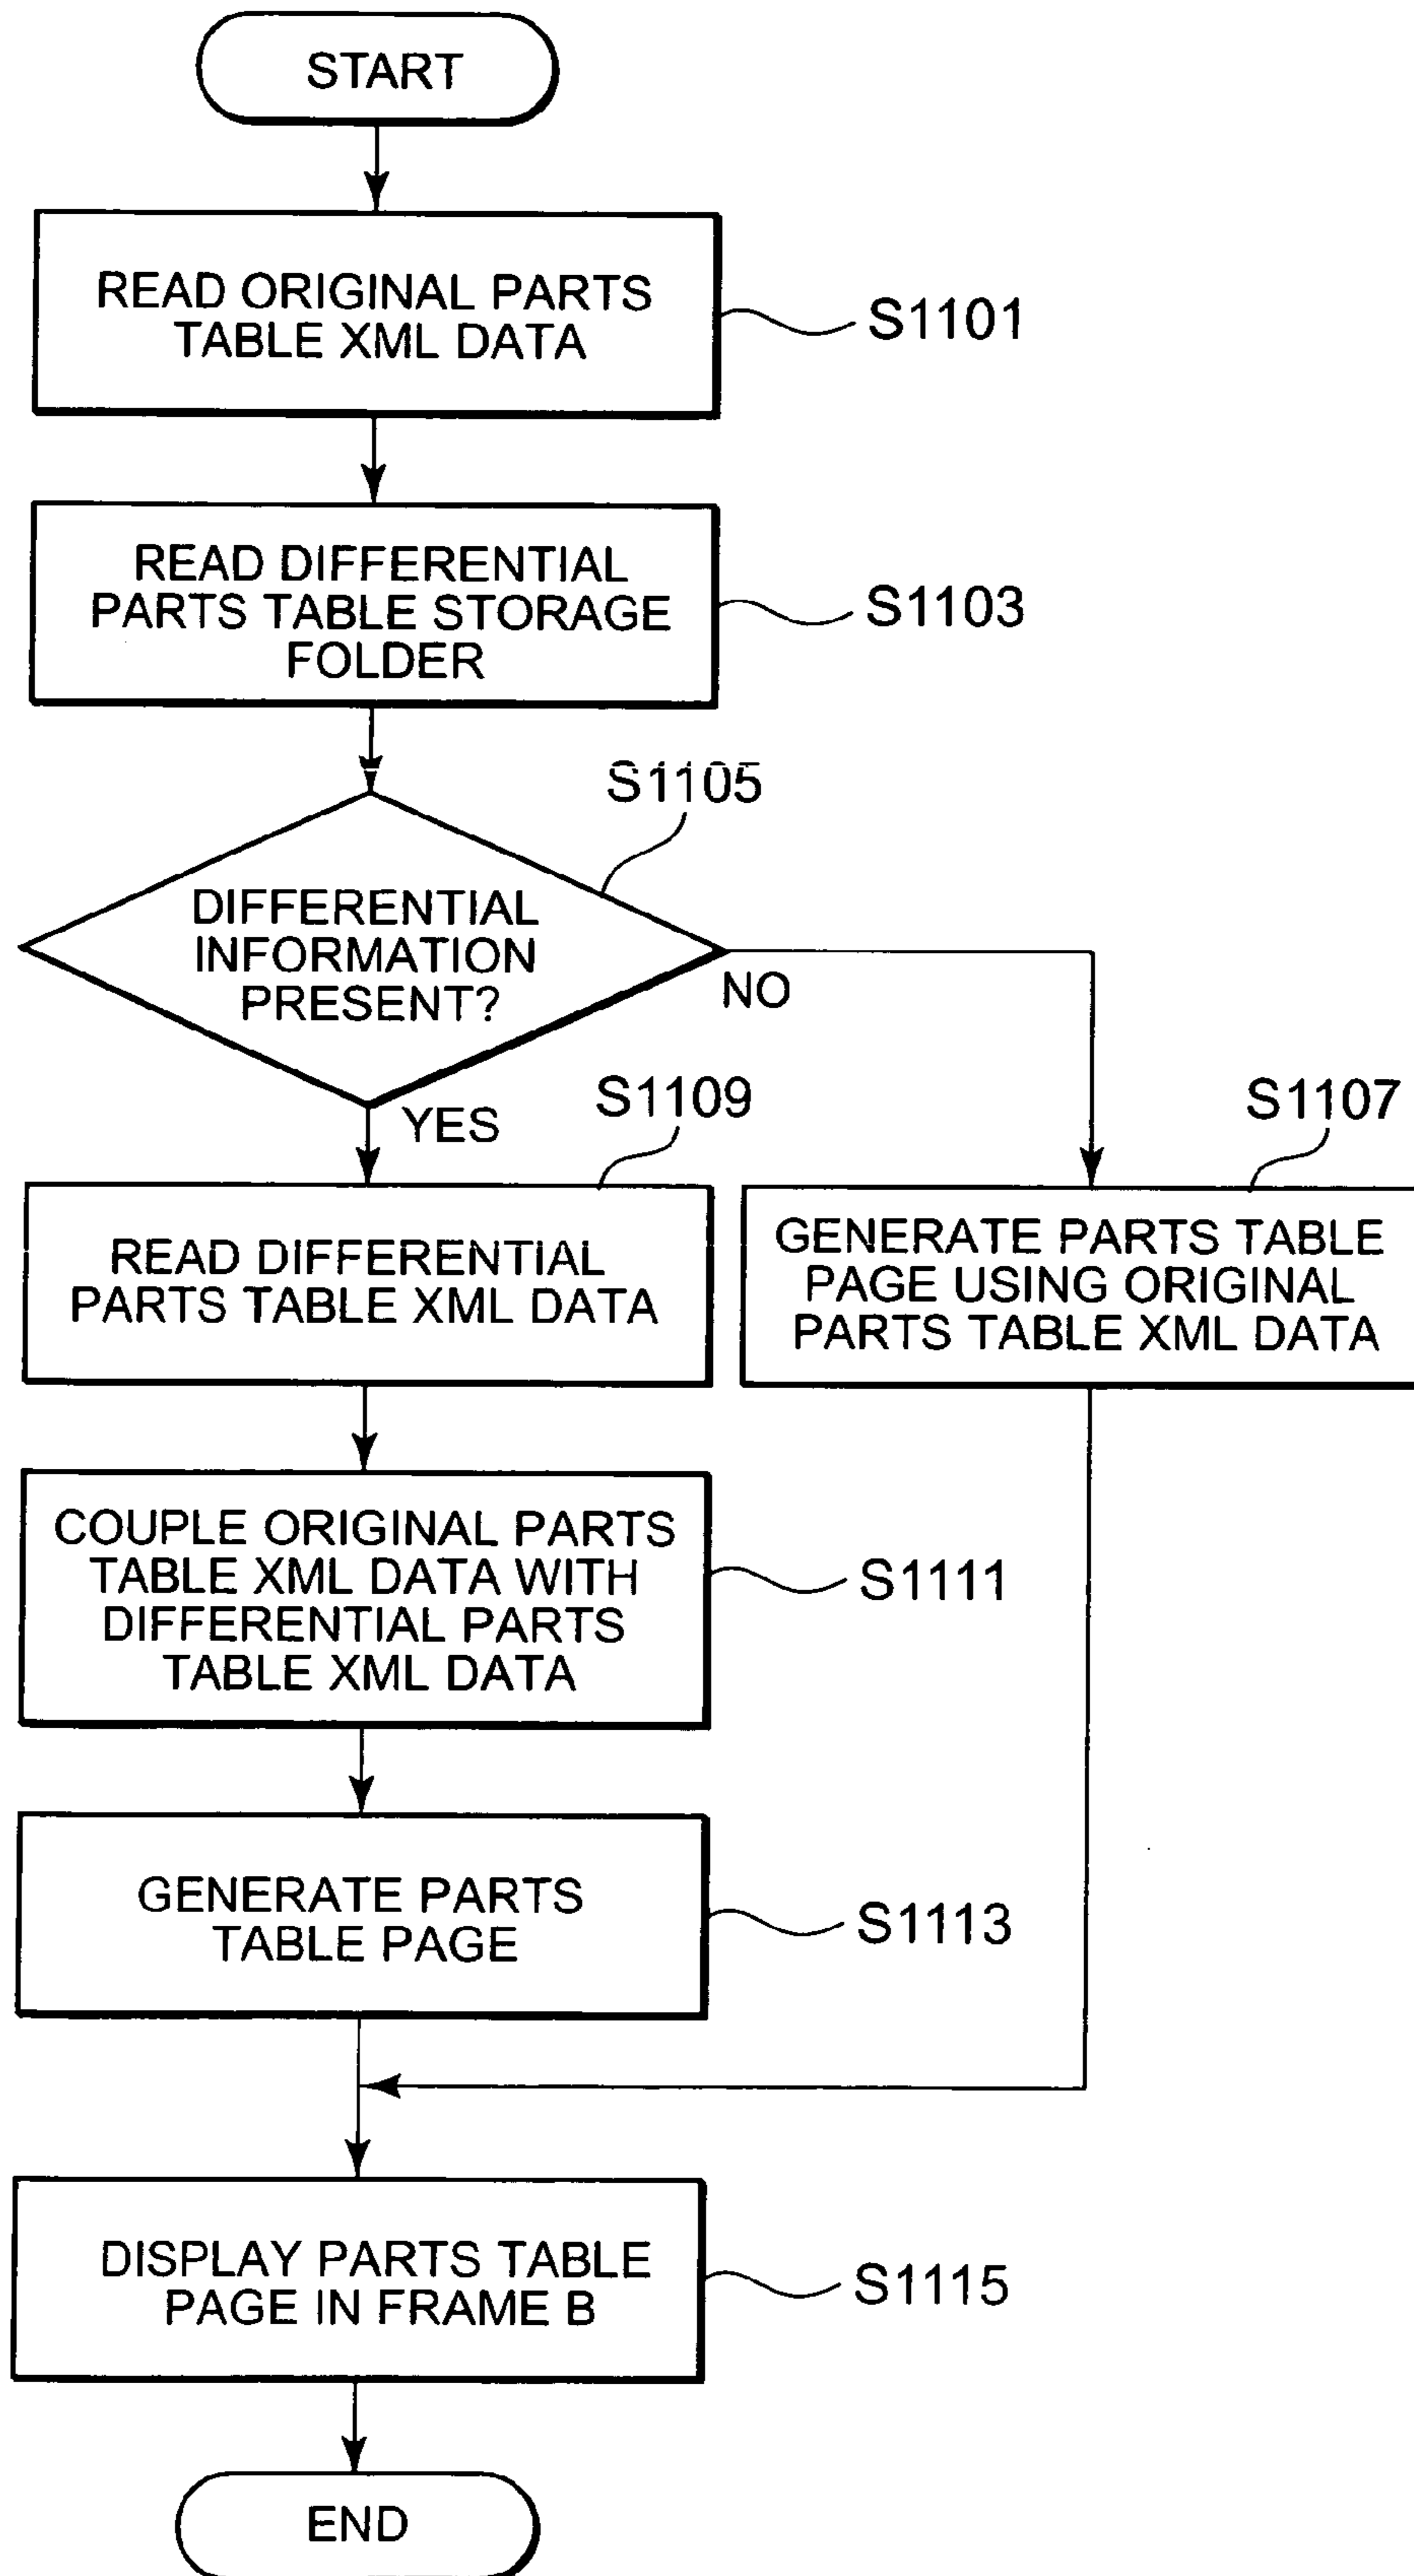 START
READ ORIGINAL PARTS
TABLE XML DATA
S1101
READ DIFFERENTIAL
PARTS TABLE STORAGE
FOLDER
S1103
S1105
DIFFERENTIAL
INFORMATION
PRESENT?
NO
YES
S1109
S1107
READ DIFFERENTIAL
PARTS TABLE XML DATA
GENERATE PARTS TABLE
PAGE USING ORIGINAL
PARTS TABLE XML DATA
COUPLE ORIGINAL PARTS
TABLE XML DATA WITH
DIFFERENTIAL PARTS
TABLE XML DATA
S1111
GENERATE PARTS
TABLE PAGE
S1113
DISPLAY PARTS TABLE
PAGE IN FRAME B
S1115
END